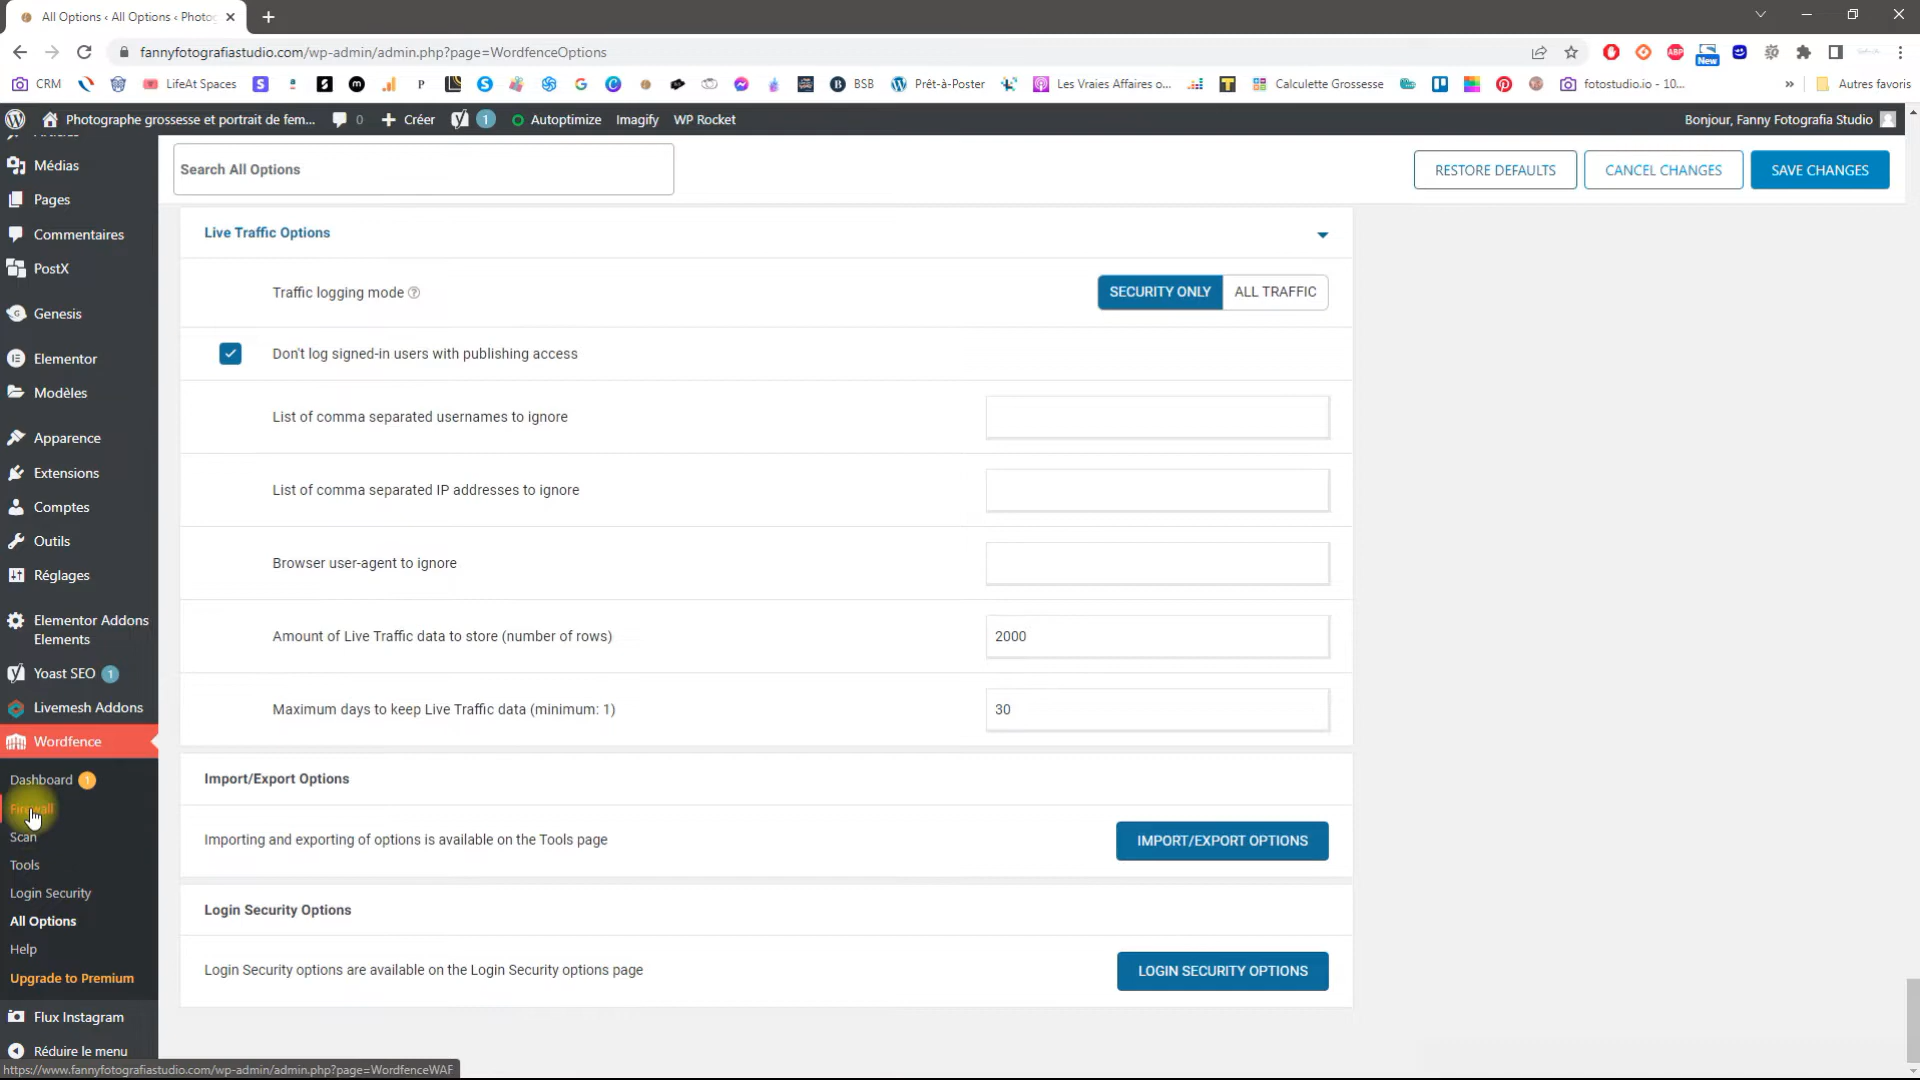 All Options ‹ All Options ‹ Photog
fannyfotografiastudio.com/wp-admin/admin.php?page=WordfenceOptions
ABP
New
CRM
LifeAt Spaces
BSB
Prêt-à-Poster
Les Vraies Affaires o...
Calculette Grossesse
fotostudio.io - 10...
Autres favoris
Photographe grossesse et portrait de fem...
0
Créer
1
Autoptimize
Imagify
WP Rocket
Bonjour, Fanny Fotografia Studio
Médias
Pages
Commentaires
PostX
Genesis
Elementor
Modèles
Apparence
Extensions
Comptes
Outils
Réglages
Elementor Addons
Elements
Yoast SEO 1
Livemesh Addons
Wordfence
Dashboard 1
Firewall
Scan
Tools
Login Security
All Options
Help
Upgrade to Premium
Flux Instagram
Réduire le menu
Search All Options
RESTORE DEFAULTS
CANCEL CHANGES
SAVE CHANGES
Live Traffic Options
Traffic logging mode
SECURITY ONLY
ALL TRAFFIC
Don't log signed-in users with publishing access
List of comma separated usernames to ignore
List of comma separated IP addresses to ignore
Browser user-agent to ignore
Amount of Live Traffic data to store (number of rows)
2000
Maximum days to keep Live Traffic data (minimum: 1)
30
Import/Export Options
Importing and exporting of options is available on the Tools page
IMPORT/EXPORT OPTIONS
Login Security Options
Login Security options are available on the Login Security options page
LOGIN SECURITY OPTIONS
https://www.fannyfotografiastudio.com/wp-admin/admin.php?page=WordfenceWAF